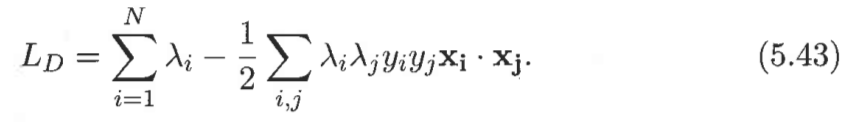 $$L_D = \sum_{i=1}^{N} \lambda_i - \frac{1}{2} \sum_{i,j} \lambda_i \lambda_j y_i y_j \mathbf{x_i} \cdot \mathbf{x_j}. \qquad (5.43)$$